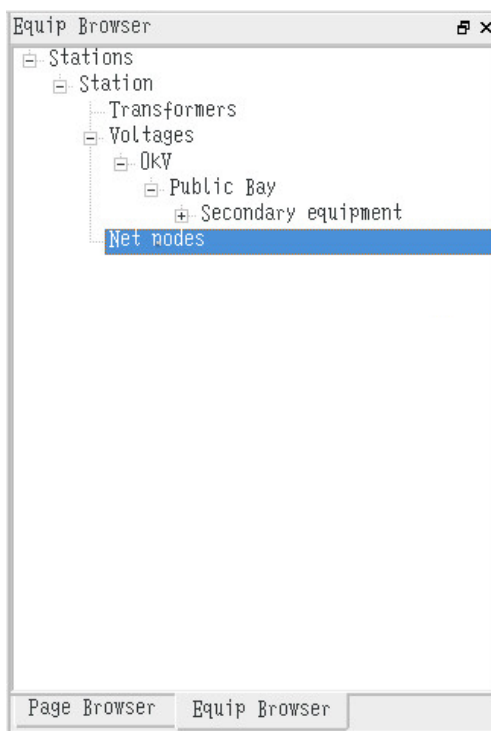 Equip Browser
Stations
Station
Transformers
Voltages
0kV
Public Bay
Secondary equipment
Net nodes
Page Browser
Equip Browser